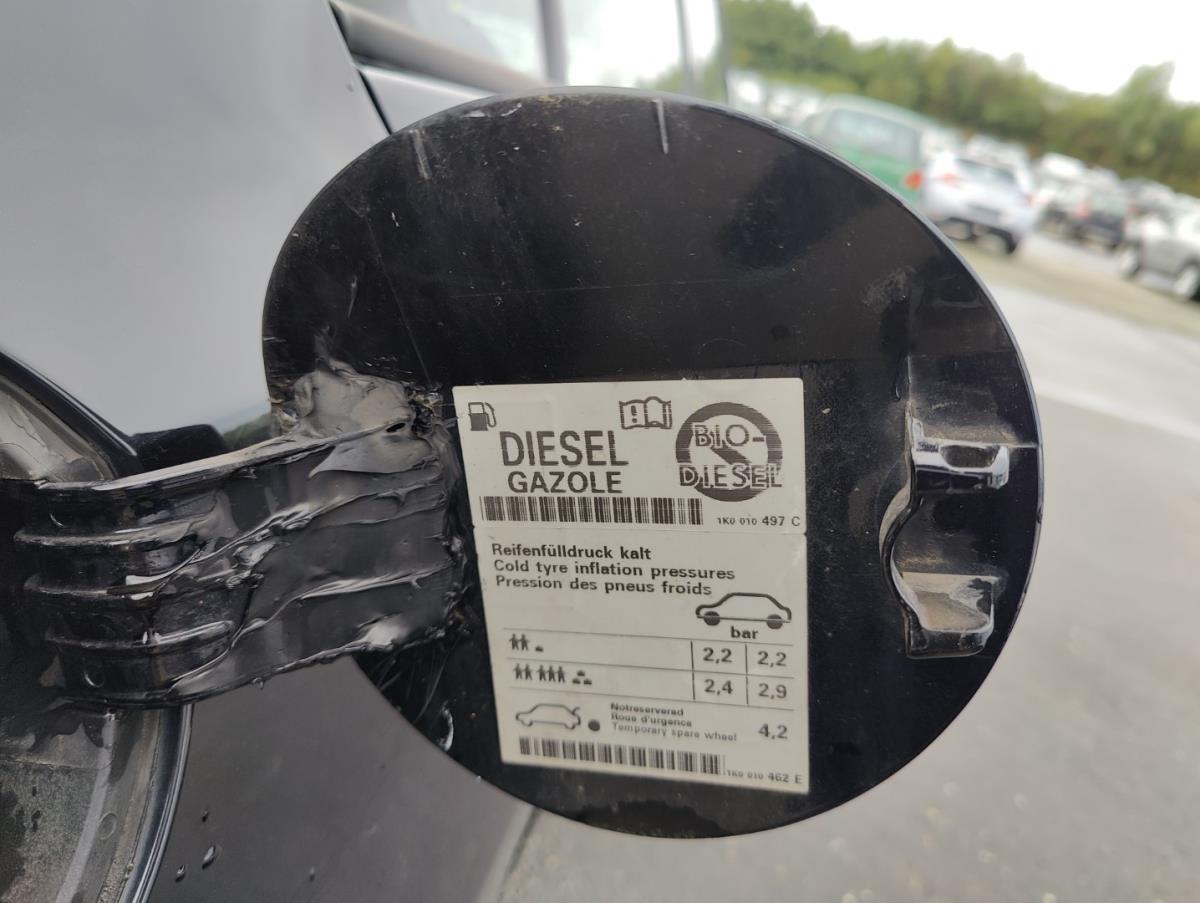 DIESEL
GAZOLE
BIO-
DIESEL
1K0 010 497 C
Reifenfülldruck kalt
Cold tyre inflation pressures
Pression des pneus froids
bar
2,2 2,2
2,4 2,9
Notreserverad
Roue d'urgence
Temporary spare wheel 4,2
1K0 010 462 E